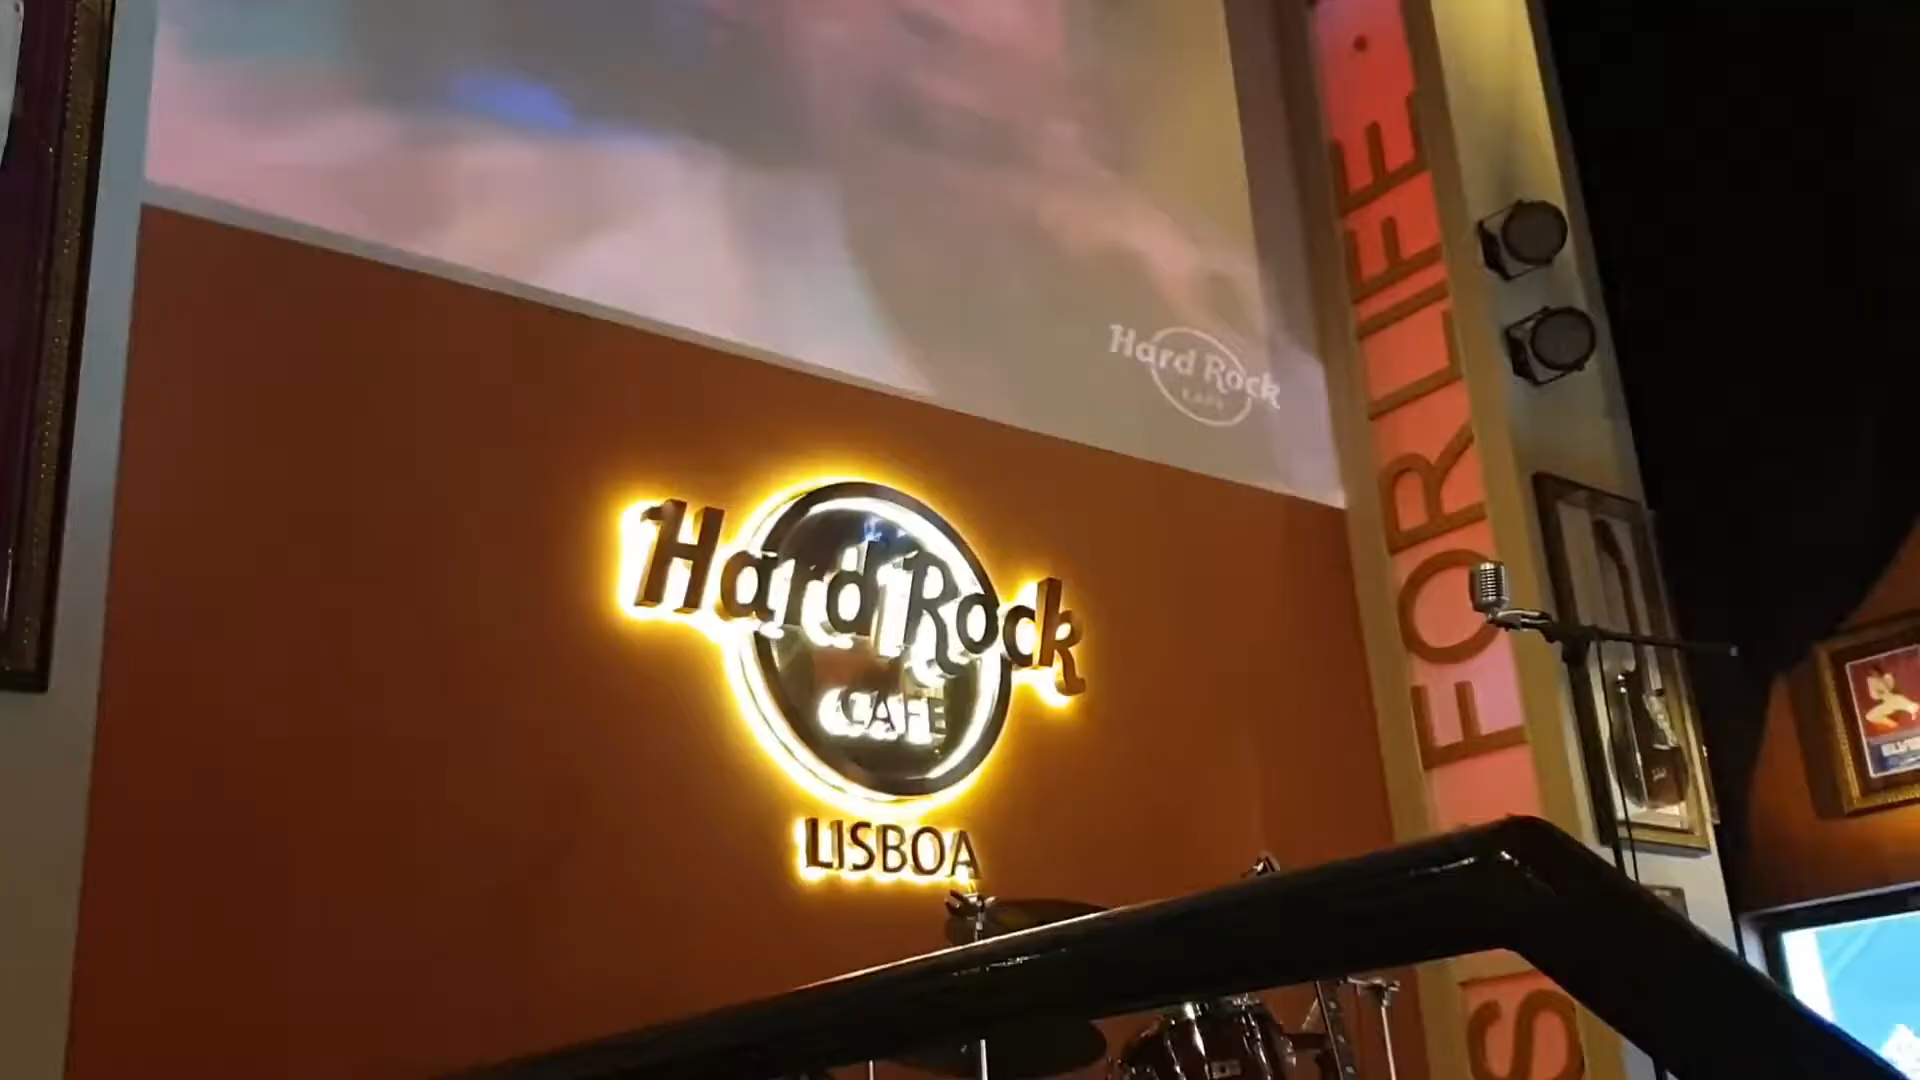 Hard Rock
CAFE
Hard Rock
CAFE
LISBOA
S FOR LIFE •